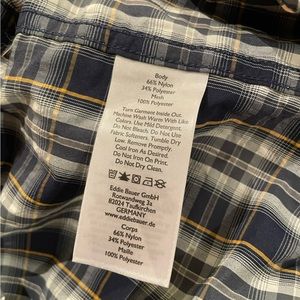 Body
66% Nylon
34% Polyester
Mesh
100% Polyester
Turn Garment Inside Out.
Machine Wash Warm With Like
Colors. Use Mild Detergent.
Do Not Bleach. Do Not Use
Fabric Softeners. Tumble Dry
Low. Remove Promptly.
Cool Iron As Desired.
Do Not Iron On Print.
Do Not Dry Clean.
Eddie Bauer GmbH
Rotwandweg 3a
82024 Taufkirchen
GERMANY
www.eddiebauer.de
Corps
66% Nylon
34% Polyester
Maille
100% Polyester